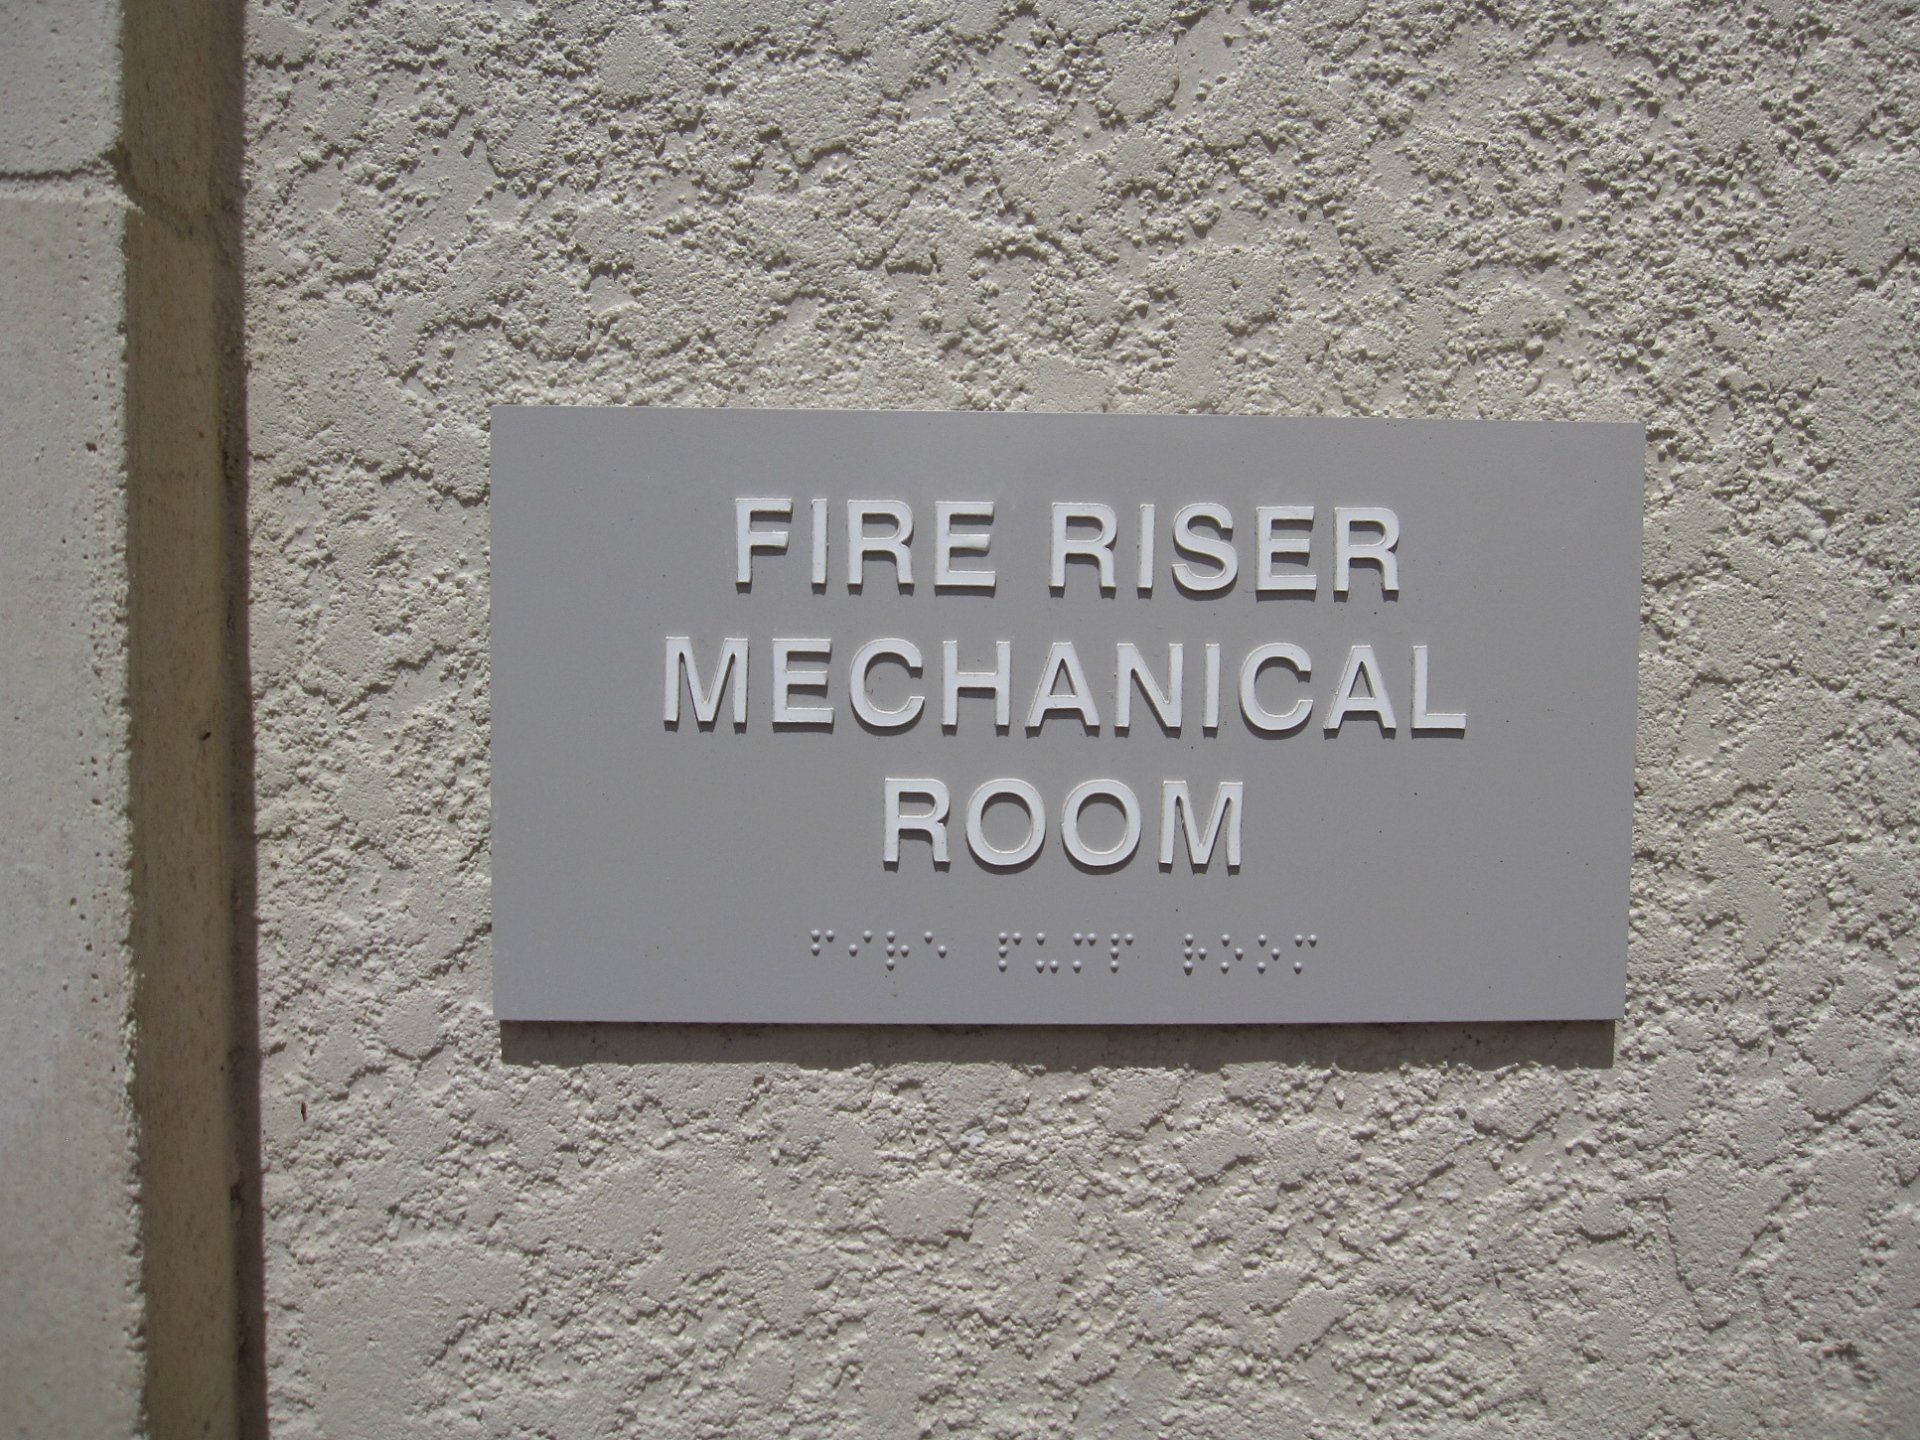 FIRE RISER
MECHANICAL
ROOM
⠋⠊⠗⠑ ⠏⠥⠍⠏ ⠗⠕⠕⠍